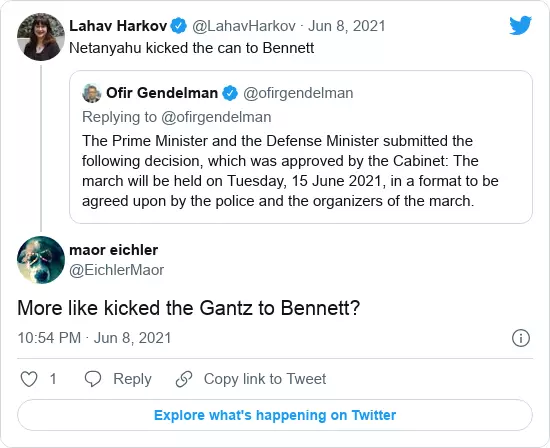 Lahav Harkov @LahavHarkov · Jun 8, 2021
Netanyahu kicked the can to Bennett
Ofir Gendelman @ofirgendelman
Replying to @ofirgendelman
The Prime Minister and the Defense Minister submitted the
following decision, which was approved by the Cabinet: The
march will be held on Tuesday, 15 June 2021, in a format to be
agreed upon by the police and the organizers of the march.
maor eichler
@EichlerMaor
More like kicked the Gantz to Bennett?
10:54 PM · Jun 8, 2021
1 Reply Copy link to Tweet
Explore what's happening on Twitter